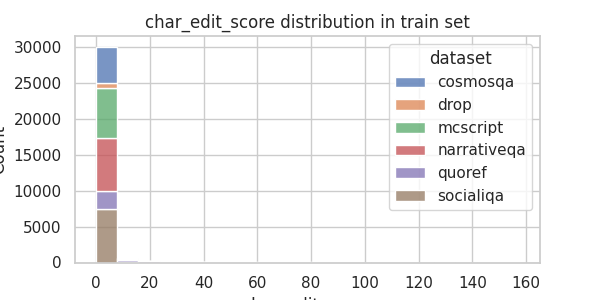 char_edit_score distribution in train set
30000
25000
20000
15000
10000
5000
0
0 20 40 60 80 100 120 140 160
dataset
cosmosqa
drop
mcscript
narrativeqa
quoref
socialiqa
Count